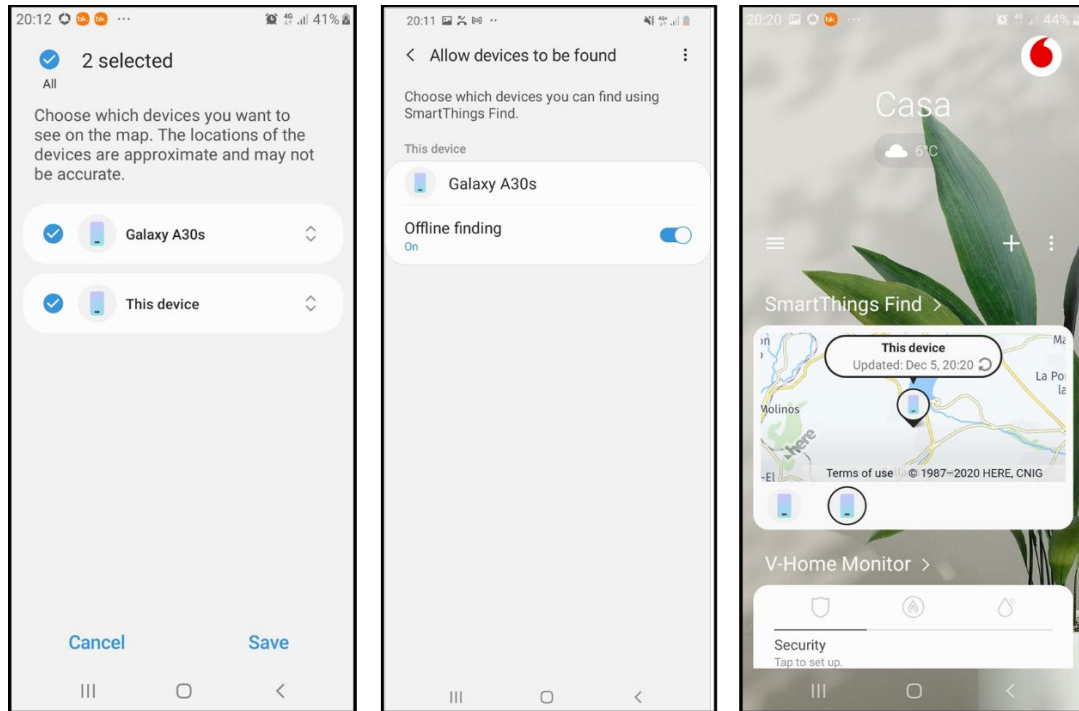 20:12
4G
41%
2 selected
All
Choose which devices you want to
see on the map. The locations of the
devices are approximate and may not
be accurate.
Galaxy A30s
This device
Cancel
Save
20:11
Allow devices to be found
Choose which devices you can find using
SmartThings Find.
This device
Galaxy A30s
Offline finding
On
20:20
44%
Casa
6°C
SmartThings Find >
This device
Updated: Dec 5, 20:20
Ma
La Po
la
Molinos
here
-El
Terms of use © 1987–2020 HERE, CNIG
V-Home Monitor >
Security
Tap to set up.